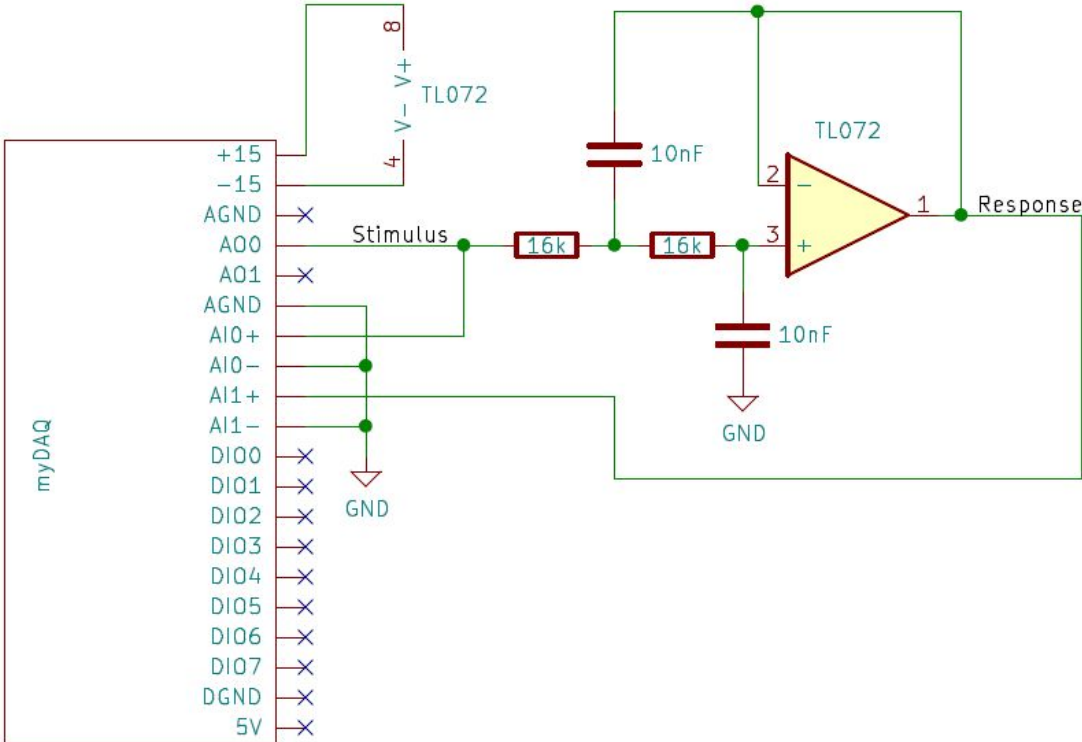 8
V+
V-
4
TL072
TL072
10nF
2
-
3
+
1
Response
+15
-15
AGND
AO0
Stimulus
16k
16k
AO1
AGND
AI0+
10nF
AI0-
AI1+
AI1-
GND
DIO0
DIO1
GND
DIO2
DIO3
DIO4
DIO5
DIO6
DIO7
DGND
5V
myDAQ